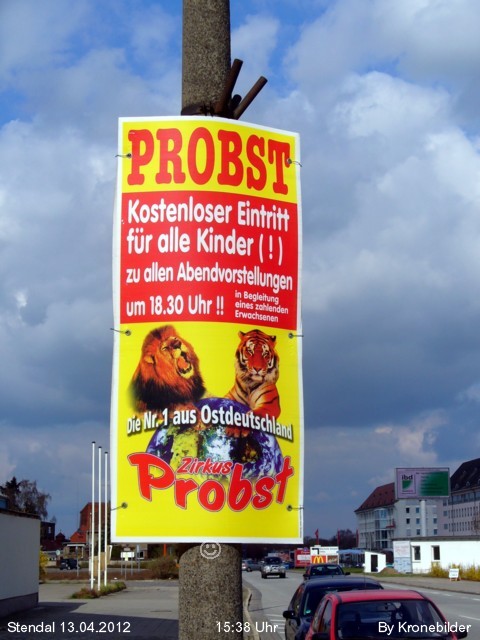 PROBST
Kostenloser Eintritt
für alle Kinder (!)
zu allen Abendvorstellungen
um 18.30 Uhr !!
in Begleitung
eines zahlenden
Erwachsenen
Die Nr. 1 aus Ostdeutschland
Zirkus
Probst
Stendal 13.04.2012
15:38 Uhr
By Kronebilder